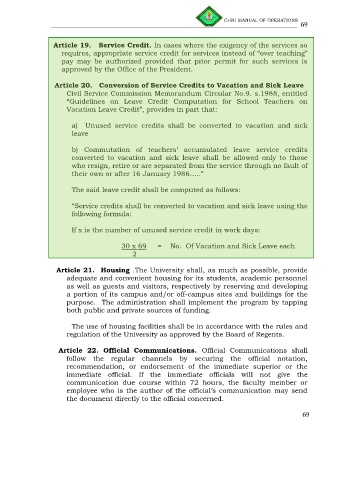 CvSU MANUAL OF OPERATIONS
69
Article 19. Service Credit. In cases where the exigency of the services so
requires, appropriate service credit for services instead of "over teaching"
pay may be authorized provided that prior permit for such services is
approved by the Office of the President.
Article 20. Conversion of Service Credits to Vacation and Sick Leave
Civil Service Commission Memorandum Circular No.9. s.1988, entitled
"Guidelines on Leave Credit Computation for School Teachers on
Vacation Leave Credit", provides in part that:
a) Unused service credits shall be converted to vacation and sick
leave
b) Commutation of teachers' accumulated leave service credits
converted to vacation and sick leave shall be allowed only to those
who resign, retire or are separated from the service through no fault of
their own or after 16 January 1986....."
The said leave credit shall be computed as follows:
"Service credits shall be converted to vacation and sick leave using the
following formula:
If x is the number of unused service credit in work days:
30 x 69 = No. Of Vacation and Sick Leave each
2
Article 21. Housing .The University shall, as much as possible, provide
adequate and convenient housing for its students, academic personnel
as well as guests and visitors, respectively by reserving and developing
a portion of its campus and/or off-campus sites and buildings for the
purpose. The administration shall implement the program by tapping
both public and private sources of funding.
The use of housing facilities shall be in accordance with the rules and
regulation of the University as approved by the Board of Regents.
Article 22. Official Communications. Official Communications shall
follow the regular channels by securing the official notation,
recommendation, or endorsement of the immediate superior or the
immediate official. If the immediate officials will not give the
communication due course within 72 hours, the faculty member or
employee who is the author of the official's communication may send
the document directly to the official concerned.
69